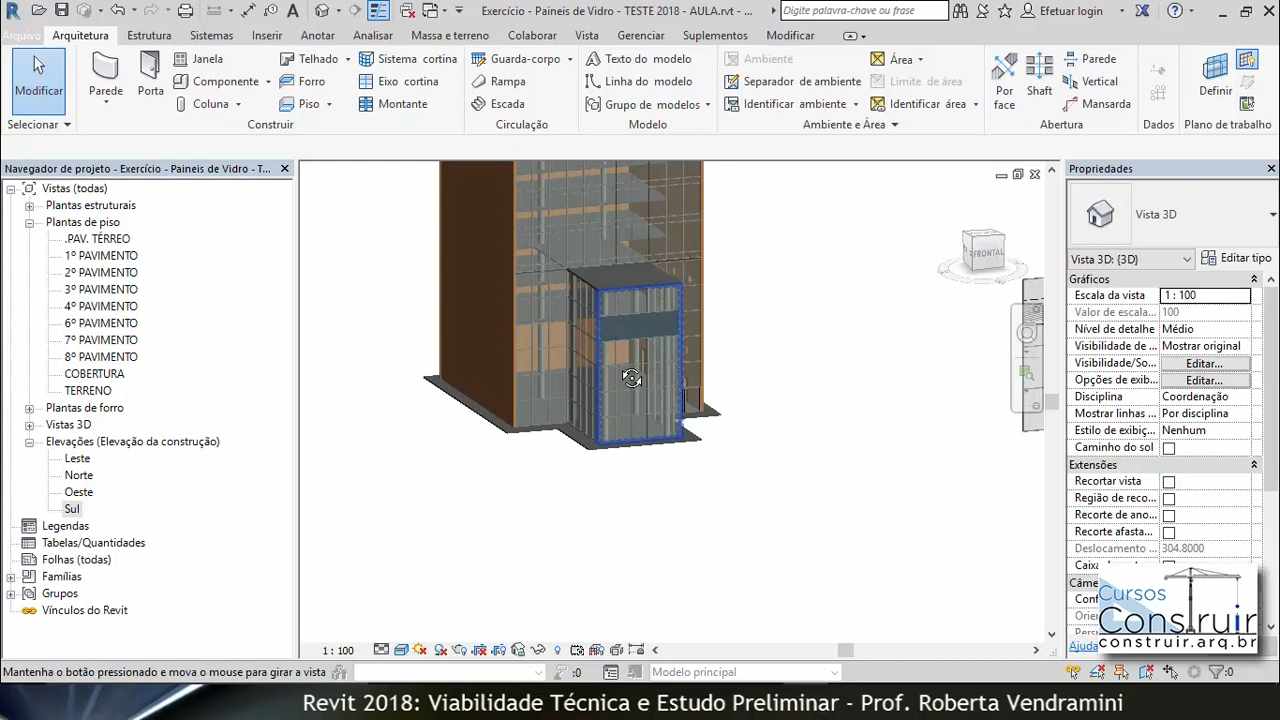 Exercício - Paineis de Vidro - TESTE 2018 - AULA.rvt - ...
Digite palavra-chave ou frase
Efetuar login
Arquivo Arquitetura Estrutura Sistemas Inserir Anotar Analisar Massa e terreno Colaborar Vista Gerenciar Suplementos Modificar
Modificar
Selecionar
Parede
Porta
Janela
Componente
Coluna
Telhado
Forro
Piso
Sistema cortina
Eixo cortina
Montante
Construir
Guarda-corpo
Rampa
Escada
Circulação
Texto do modelo
Linha do modelo
Grupo de modelos
Modelo
Ambiente
Separador de ambiente
Identificar ambiente
Área
Limite de área
Identificar área
Ambiente e Área
Por face
Shaft
Parede
Vertical
Mansarda
Abertura
Dados
Definir
Plano de trabalho
Navegador de projeto - Exercício - Paineis de Vidro - T...
Vistas (todas)
Plantas estruturais
Plantas de piso
.PAV. TÉRREO
1º PAVIMENTO
2º PAVIMENTO
3º PAVIMENTO
4º PAVIMENTO
6º PAVIMENTO
7º PAVIMENTO
8º PAVIMENTO
COBERTURA
TERRENO
Plantas de forro
Vistas 3D
Elevações (Elevação da construção)
Leste
Norte
Oeste
Sul
Legendas
Tabelas/Quantidades
Folhas (todas)
Famílias
Grupos
Vínculos do Revit
FRONTAL
Propriedades
Vista 3D
Vista 3D: {3D}
Editar tipo
Gráficos
Escala da vista 1 : 100
Valor de escala... 100
Nível de detalhe Médio
Visibilidade de ... Mostrar original
Visibilidade/So... Editar...
Opções de exib... Editar...
Disciplina Coordenação
Mostrar linhas ... Por disciplina
Estilo de exibiç... Nenhum
Caminho do sol
Extensões
Recortar vista
Região de reco...
Recorte de ano...
Recorte afasta...
Deslocamento ... 304.8000
Caixa
Câme
Conf
Orie
Ajuda
Cursos
Construir
construir.arq.br
1 : 100
Mantenha o botão pressionado e mova o mouse para girar a vista
:0
Modelo principal
:0
Revit 2018: Viabilidade Técnica e Estudo Preliminar - Prof. Roberta Vendramini